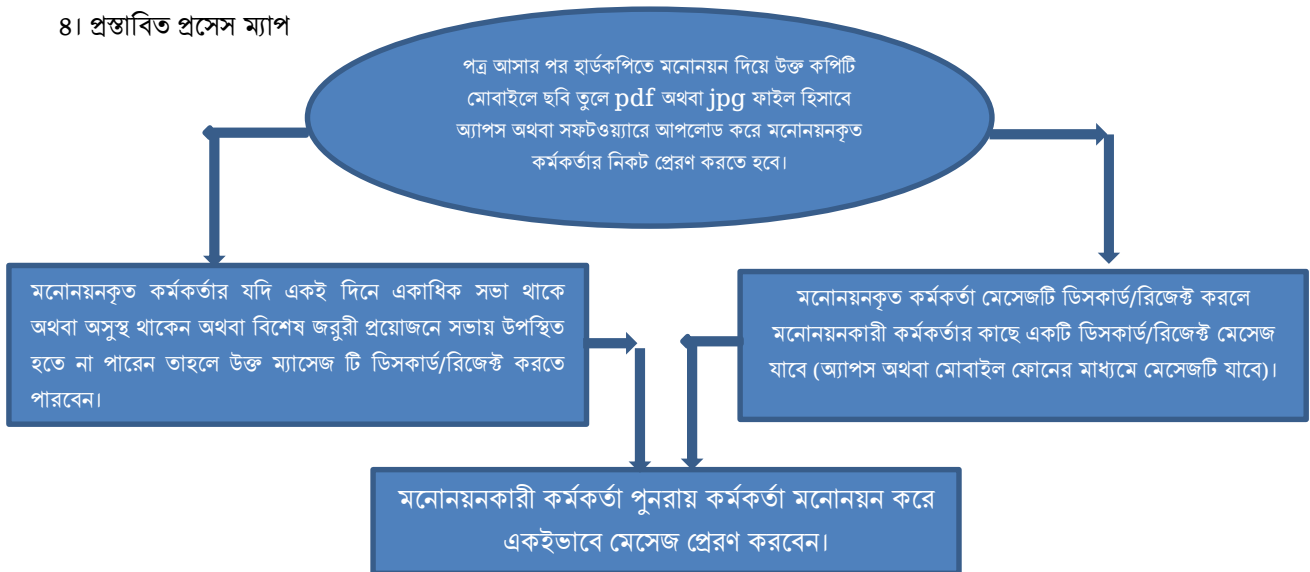 ৪। প্রস্তাবিত প্রসেস ম্যাপ
পত্র আসার পর হার্ডকপিতে মনোনয়ন দিয়ে উক্ত কপিটি
মোবাইলে ছবি তুলে pdf অথবা jpg ফাইল হিসাবে
অ্যাপস অথবা সফটওয়্যারে আপলোড করে মনোনয়নকৃত
কর্মকর্তার নিকট প্রেরণ করতে হবে।
মনোনয়নকৃত কর্মকর্তার যদি একই দিনে একাধিক সভা থাকে
অথবা অসুস্থ থাকেন অথবা বিশেষ জরুরী প্রয়োজনে সভায় উপস্থিত
হতে না পারেন তাহলে উক্ত ম্যাসেজ টি ডিসকার্ড/রিজেক্ট করতে
পারবেন।
মনোনয়নকৃত কর্মকর্তা মেসেজটি ডিসকার্ড/রিজেক্ট করলে
মনোনয়নকারী কর্মকর্তার কাছে একটি ডিসকার্ড/রিজেক্ট মেসেজ
যাবে (অ্যাপস অথবা মোবাইল ফোনের মাধ্যমে মেসেজটি যাবে)।
মনোনয়নকারী কর্মকর্তা পুনরায় কর্মকর্তা মনোনয়ন করে
একইভাবে মেসেজ প্রেরণ করবেন।